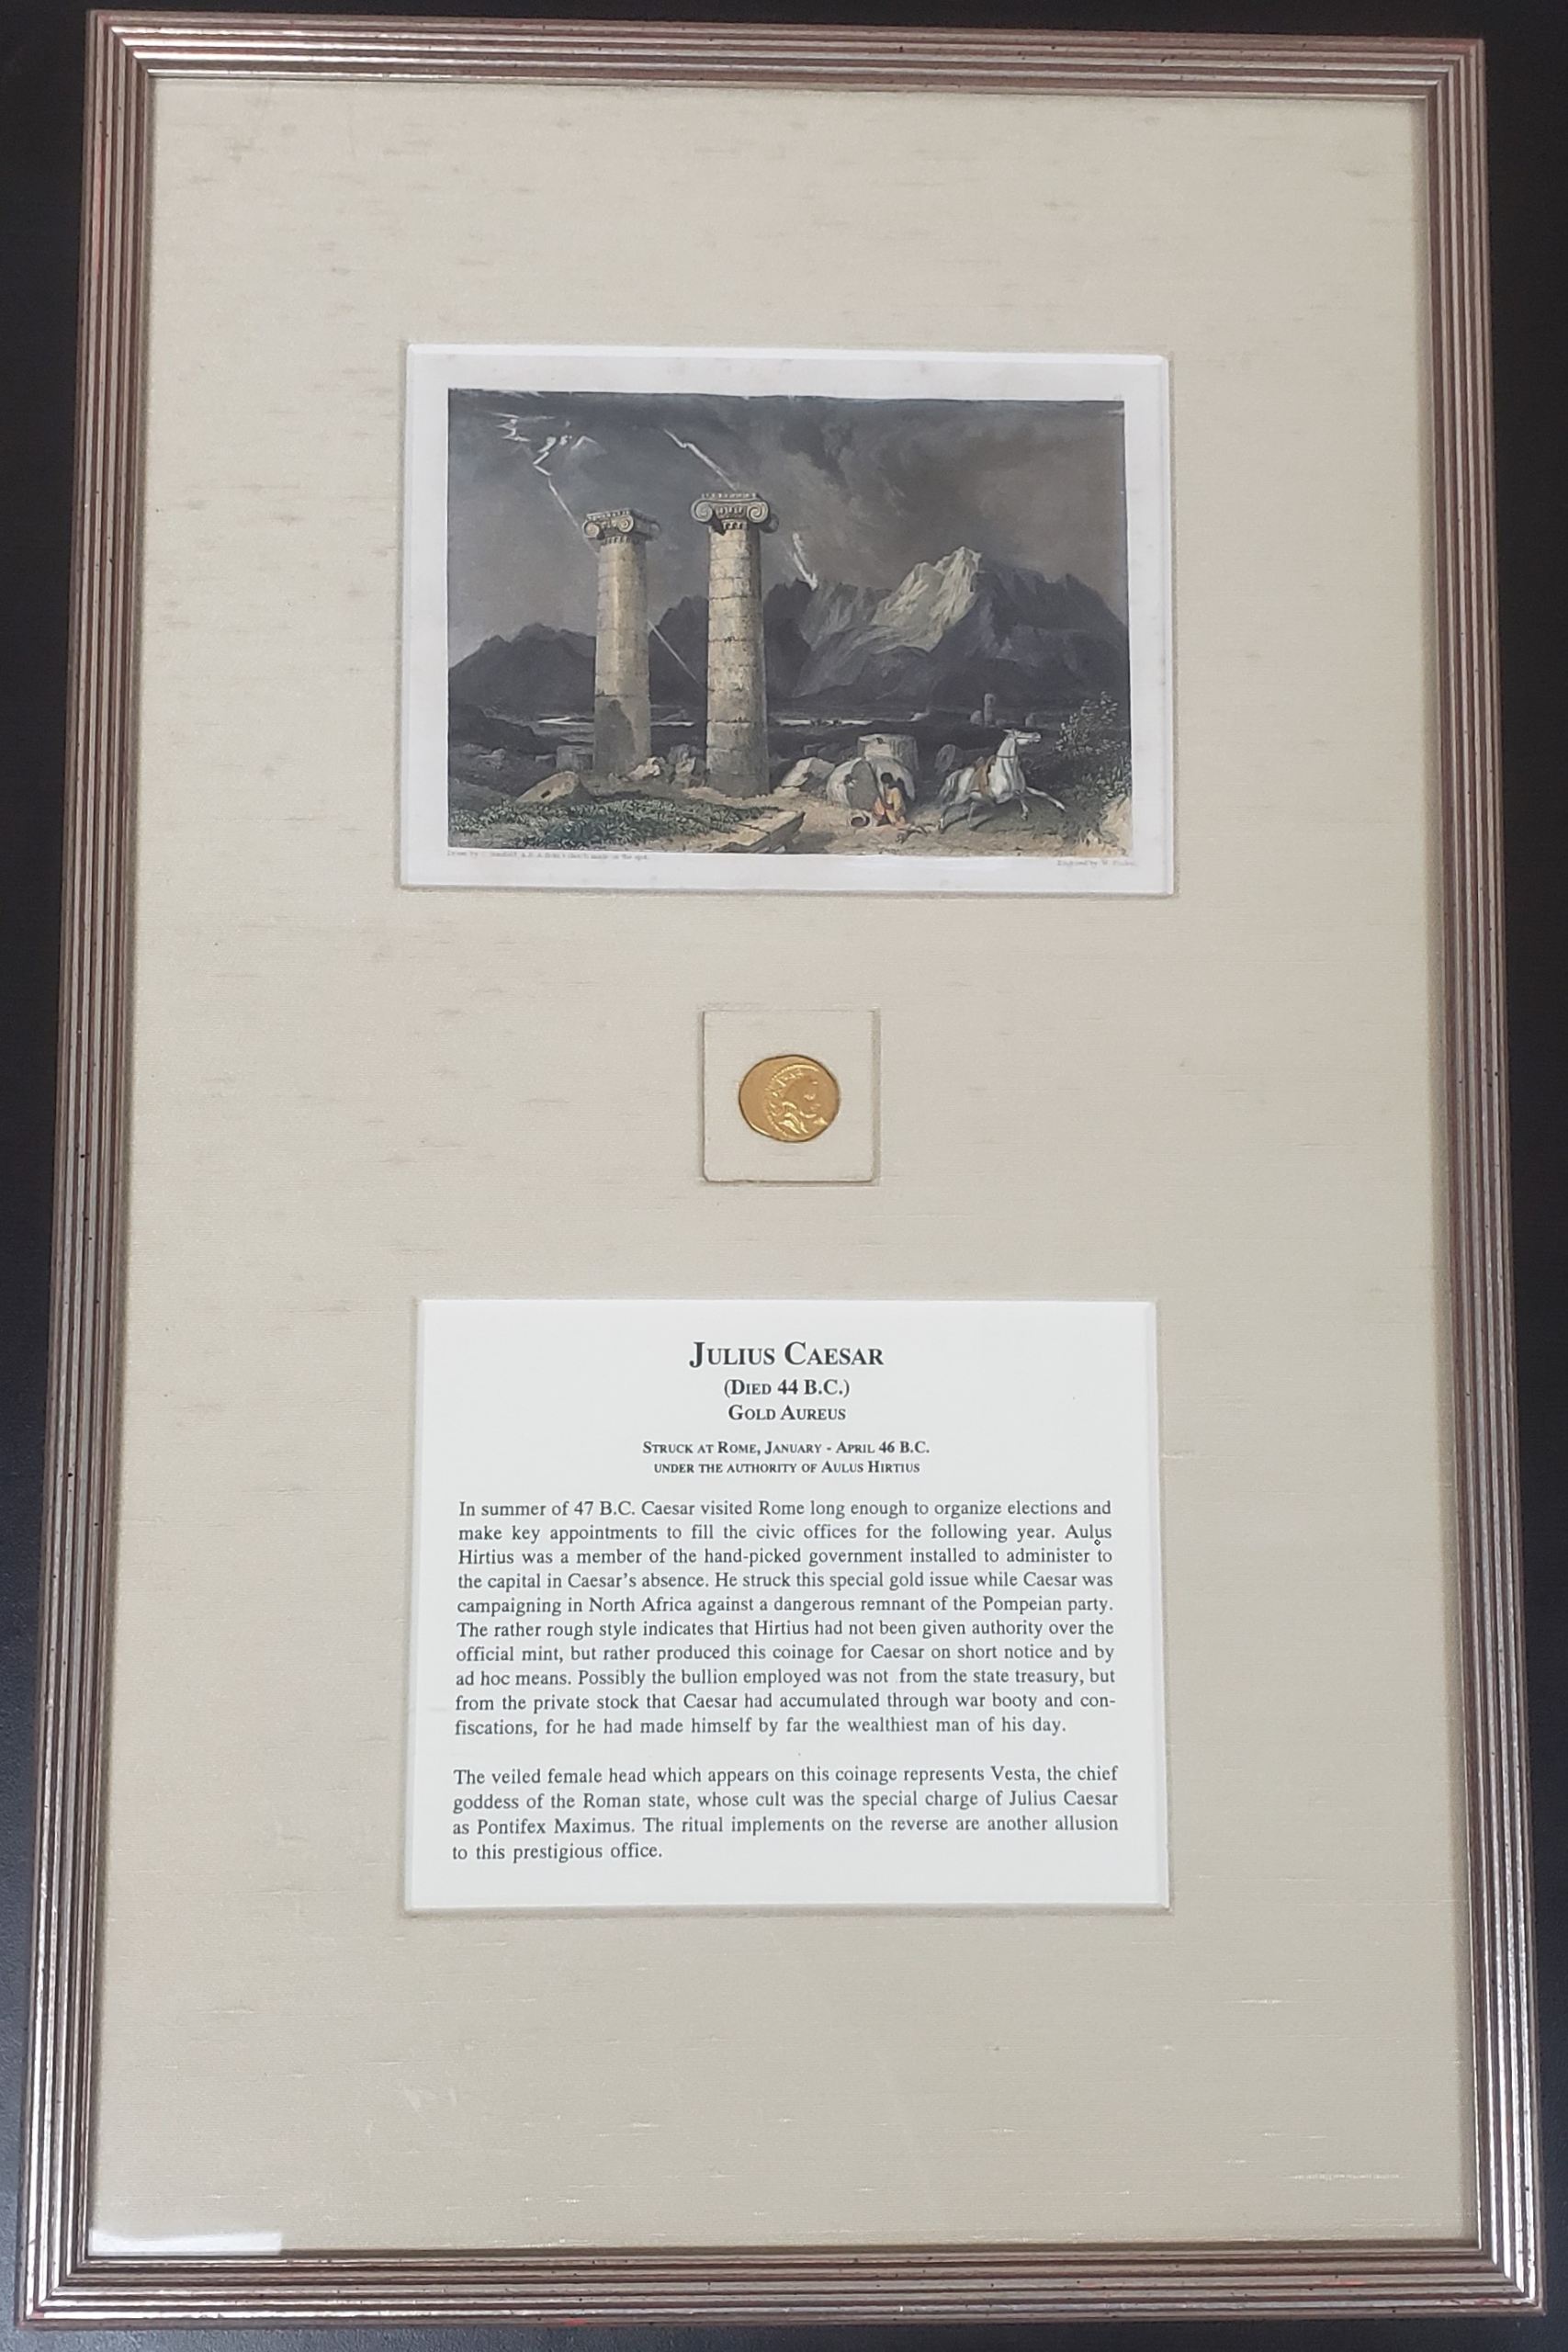 Drawn by
Engraved by
JULIUS CAESAR
(DIED 44 B.C.)
GOLD AUREUS
STRUCK AT ROME, JANUARY - APRIL 46 B.C.
UNDER THE AUTHORITY OF AULUS HIRTIUS
In summer of 47 B.C. Caesar visited Rome long enough to organize elections and
make key appointments to fill the civic offices for the following year. Aulus
Hirtius was a member of the hand-picked government installed to administer to
the capital in Caesar's absence. He struck this special gold issue while Caesar was
campaigning in North Africa against a dangerous remnant of the Pompeian party.
The rather rough style indicates that Hirtius had not been given authority over the
official mint, but rather produced this coinage for Caesar on short notice and by
ad hoc means. Possibly the bullion employed was not from the state treasury, but
from the private stock that Caesar had accumulated through war booty and con-
fiscations, for he had made himself by far the wealthiest man of his day.
The veiled female head which appears on this coinage represents Vesta, the chief
goddess of the Roman state, whose cult was the special charge of Julius Caesar
as Pontifex Maximus. The ritual implements on the reverse are another allusion
to this prestigious office.